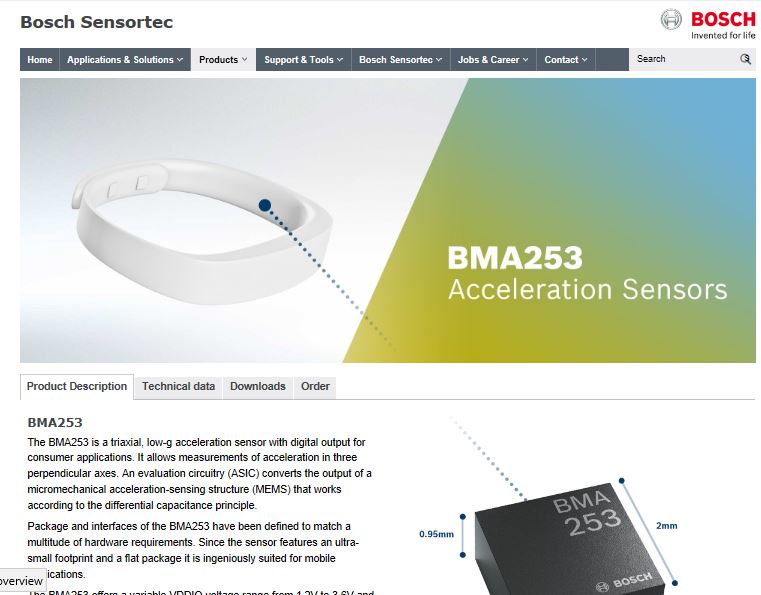 Bosch Sensortec
BOSCH
Invented for life
Home Applications & Solutions Products Support & Tools Bosch Sensortec Jobs & Career Contact Search
BMA253
Acceleration Sensors
Product Description Technical data Downloads Order
BMA253
The BMA253 is a triaxial, low-g acceleration sensor with digital output for
consumer applications. It allows measurements of acceleration in three
perpendicular axes. An evaluation circuitry (ASIC) converts the output of a
micromechanical acceleration-sensing structure (MEMS) that works
according to the differential capacitance principle.
Package and interfaces of the BMA253 have been defined to match a
multitude of hardware requirements. Since the sensor features an ultra-
small footprint and a flat package it is ingeniously suited for mobile
overview
BMA253 offers a variable VDDIO voltage range from 1.2V to 3.6V and
BMA
253
0.95mm
2mm
BOSCH